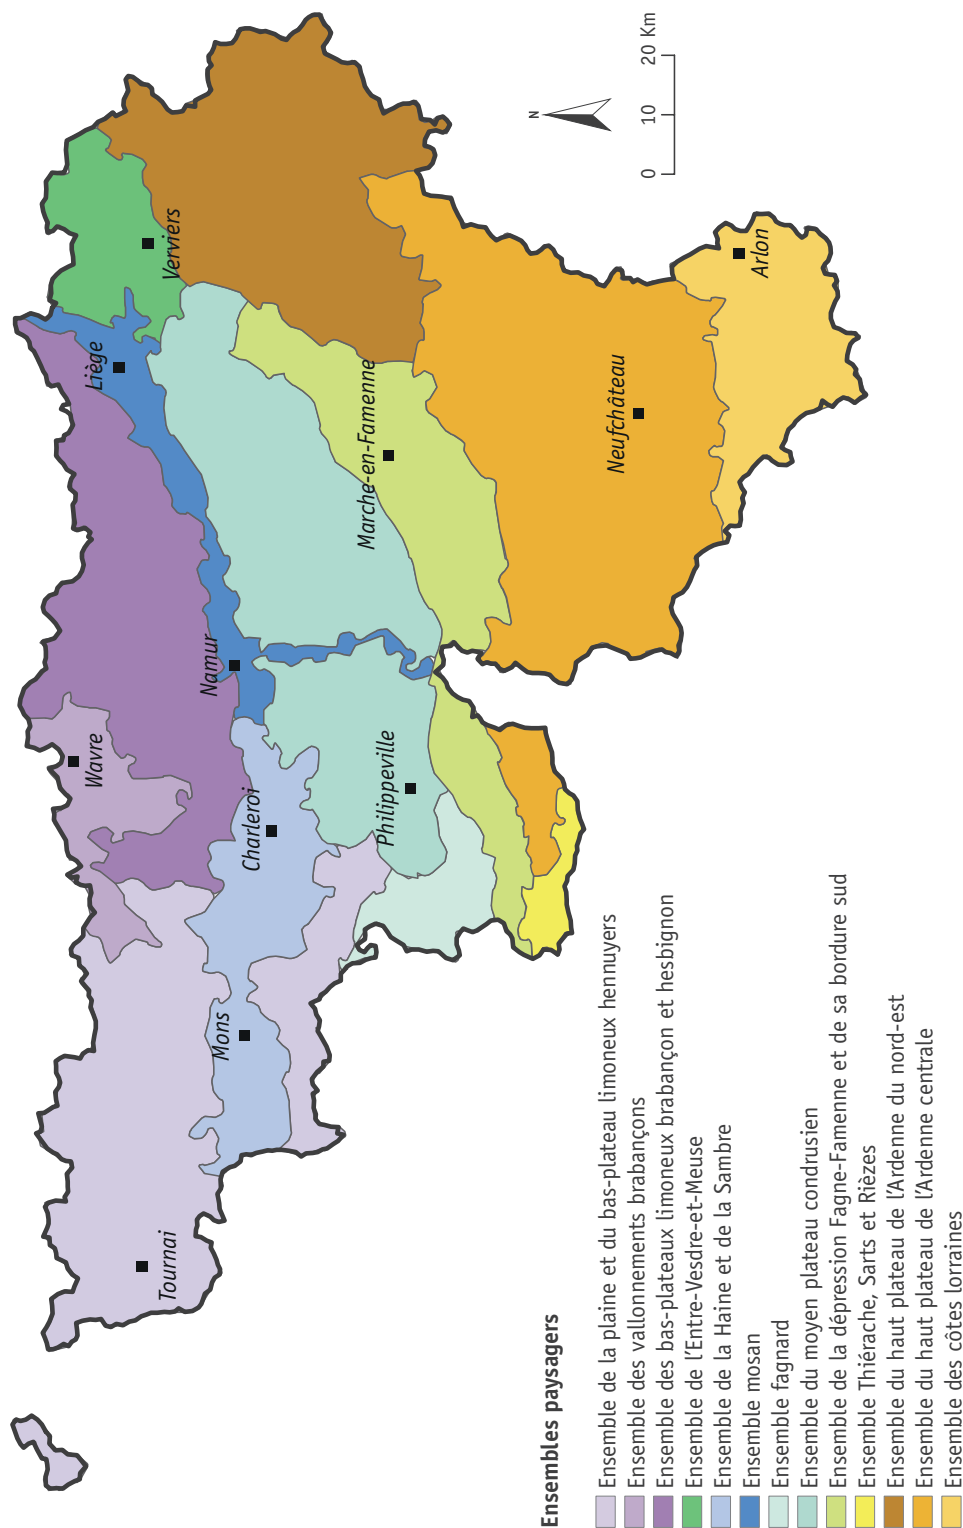 Tournai
Mons
Charleroi
Wavre
Namur
Philippeville
Liège
Verviers
Marche-en-Famenne
Neufchâteau
Arlon
N
0 10 20 Km
Ensembles paysagers
Ensemble de la plaine et du bas-plateau limoneux hennuyers
Ensemble des vallonnements brabançons
Ensemble des bas-plateaux limoneux brabançon et hesbignon
Ensemble de l'Entre-Vesdre-et-Meuse
Ensemble de la Haine et de la Sambre
Ensemble mosan
Ensemble fagnard
Ensemble du moyen plateau condrusien
Ensemble de la dépression Fagne-Famenne et de sa bordure sud
Ensemble Thiérache, Sarts et Rièzes
Ensemble du haut plateau de l'Ardenne du nord-est
Ensemble du haut plateau de l'Ardenne centrale
Ensemble des côtes lorraines